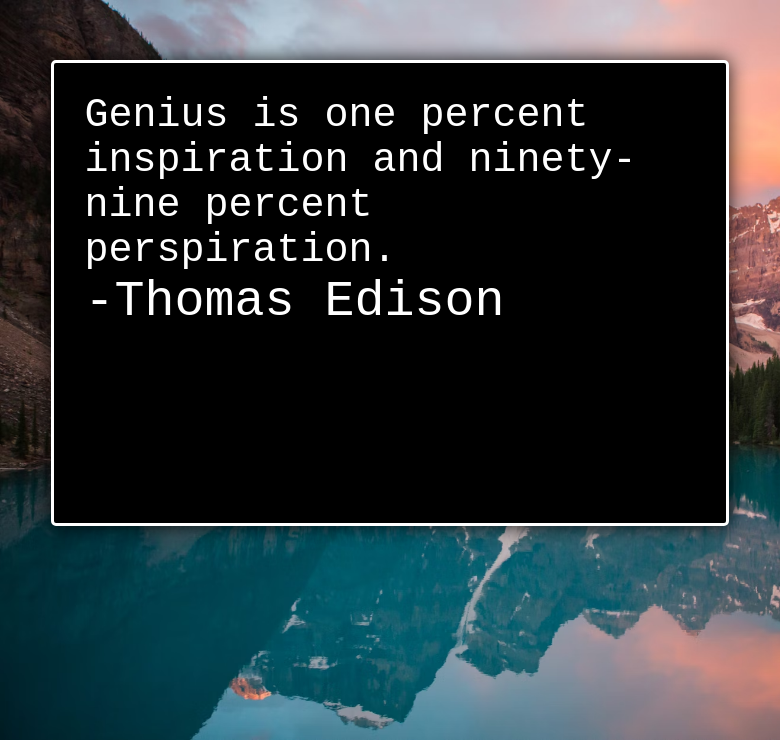 Genius is one percent
inspiration and ninety-
nine percent
perspiration.
-Thomas Edison